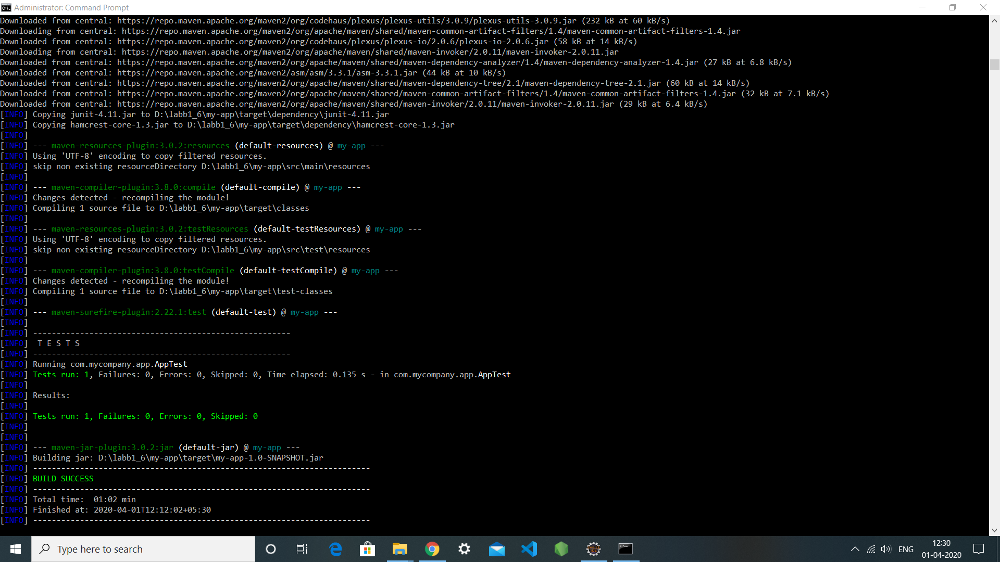 Administrator: Command Prompt
Downloaded from central: https://repo.maven.apache.org/maven2/org/codehaus/plexus/plexus-utils/3.0.9/plexus-utils-3.0.9.jar (232 kB at 60 kB/s)
Downloading from central: https://repo.maven.apache.org/maven2/org/apache/maven/shared/maven-common-artifact-filters/1.4/maven-common-artifact-filters-1.4.jar
Downloaded from central: https://repo.maven.apache.org/maven2/org/codehaus/plexus/plexus-io/2.0.6/plexus-io-2.0.6.jar (58 kB at 14 kB/s)
Downloading from central: https://repo.maven.apache.org/maven2/org/apache/maven/shared/maven-invoker/2.0.11/maven-invoker-2.0.11.jar
Downloaded from central: https://repo.maven.apache.org/maven2/org/apache/maven/shared/maven-dependency-analyzer/1.4/maven-dependency-analyzer-1.4.jar (27 kB at 6.8 kB/s)
Downloaded from central: https://repo.maven.apache.org/maven2/asm/asm/3.3.1/asm-3.3.1.jar (44 kB at 10 kB/s)
Downloaded from central: https://repo.maven.apache.org/maven2/org/apache/maven/shared/maven-dependency-tree/2.1/maven-dependency-tree-2.1.jar (60 kB at 14 kB/s)
Downloaded from central: https://repo.maven.apache.org/maven2/org/apache/maven/shared/maven-common-artifact-filters/1.4/maven-common-artifact-filters-1.4.jar (32 kB at 7.1 kB/s)
Downloaded from central: https://repo.maven.apache.org/maven2/org/apache/maven/shared/maven-invoker/2.0.11/maven-invoker-2.0.11.jar (29 kB at 6.4 kB/s)
[INFO] Copying junit-4.11.jar to D:\labb1_6\my-app\target\dependency\junit-4.11.jar
[INFO] Copying hamcrest-core-1.3.jar to D:\labb1_6\my-app\target\dependency\hamcrest-core-1.3.jar
[INFO]
[INFO] --- maven-resources-plugin:3.0.2:resources (default-resources) @ my-app ---
[INFO] Using 'UTF-8' encoding to copy filtered resources.
[INFO] skip non existing resourceDirectory D:\labb1_6\my-app\src\main\resources
[INFO]
[INFO] --- maven-compiler-plugin:3.8.0:compile (default-compile) @ my-app ---
[INFO] Changes detected - recompiling the module!
[INFO] Compiling 1 source file to D:\labb1_6\my-app\target\classes
[INFO]
[INFO] --- maven-resources-plugin:3.0.2:testResources (default-testResources) @ my-app ---
[INFO] Using 'UTF-8' encoding to copy filtered resources.
[INFO] skip non existing resourceDirectory D:\labb1_6\my-app\src\test\resources
[INFO]
[INFO] --- maven-compiler-plugin:3.8.0:testCompile (default-testCompile) @ my-app ---
[INFO] Changes detected - recompiling the module!
[INFO] Compiling 1 source file to D:\labb1_6\my-app\target\test-classes
[INFO]
[INFO] --- maven-surefire-plugin:2.22.1:test (default-test) @ my-app ---
[INFO]
[INFO] -------------------------------------------------------
[INFO]  T E S T S
[INFO] -------------------------------------------------------
[INFO] Running com.mycompany.app.AppTest
[INFO] Tests run: 1, Failures: 0, Errors: 0, Skipped: 0, Time elapsed: 0.135 s - in com.mycompany.app.AppTest
[INFO]
[INFO] Results:
[INFO]
[INFO] Tests run: 1, Failures: 0, Errors: 0, Skipped: 0
[INFO]
[INFO]
[INFO] --- maven-jar-plugin:3.0.2:jar (default-jar) @ my-app ---
[INFO] Building jar: D:\labb1_6\my-app\target\my-app-1.0-SNAPSHOT.jar
[INFO] ------------------------------------------------------------------------
[INFO] BUILD SUCCESS
[INFO] ------------------------------------------------------------------------
[INFO] Total time:  01:02 min
[INFO] Finished at: 2020-04-01T12:12:02+05:30
[INFO] ------------------------------------------------------------------------
Type here to search
ENG
12:30
01-04-2020